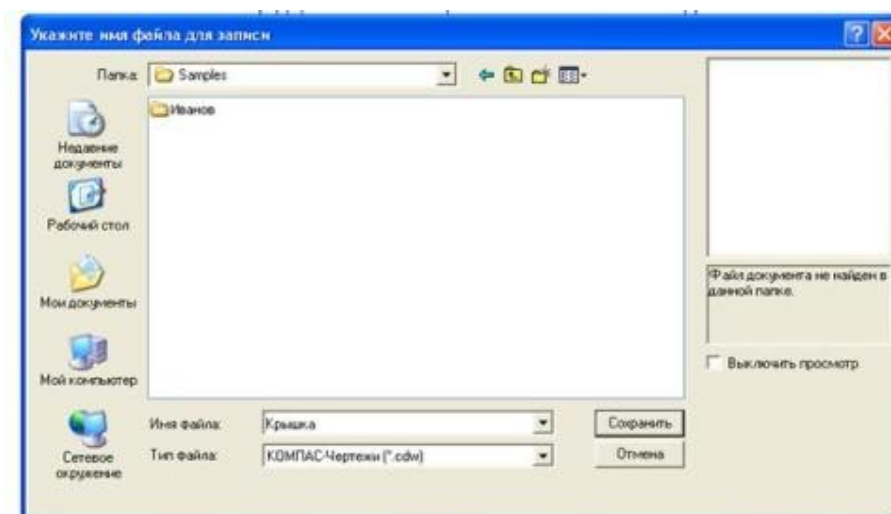 Укажите имя файла для записи
Папка: Samples
Иванов
Недавние
документы
Рабочий стол
Мои документы
Мой компьютер
Сетевое
окружение
Файл документа не найден в
данной папке.
Выключить просмотр
Имя файла: Крышка Сохранить
Тип файла: КОМПАС-Чертежи (*.cdw) Отмена